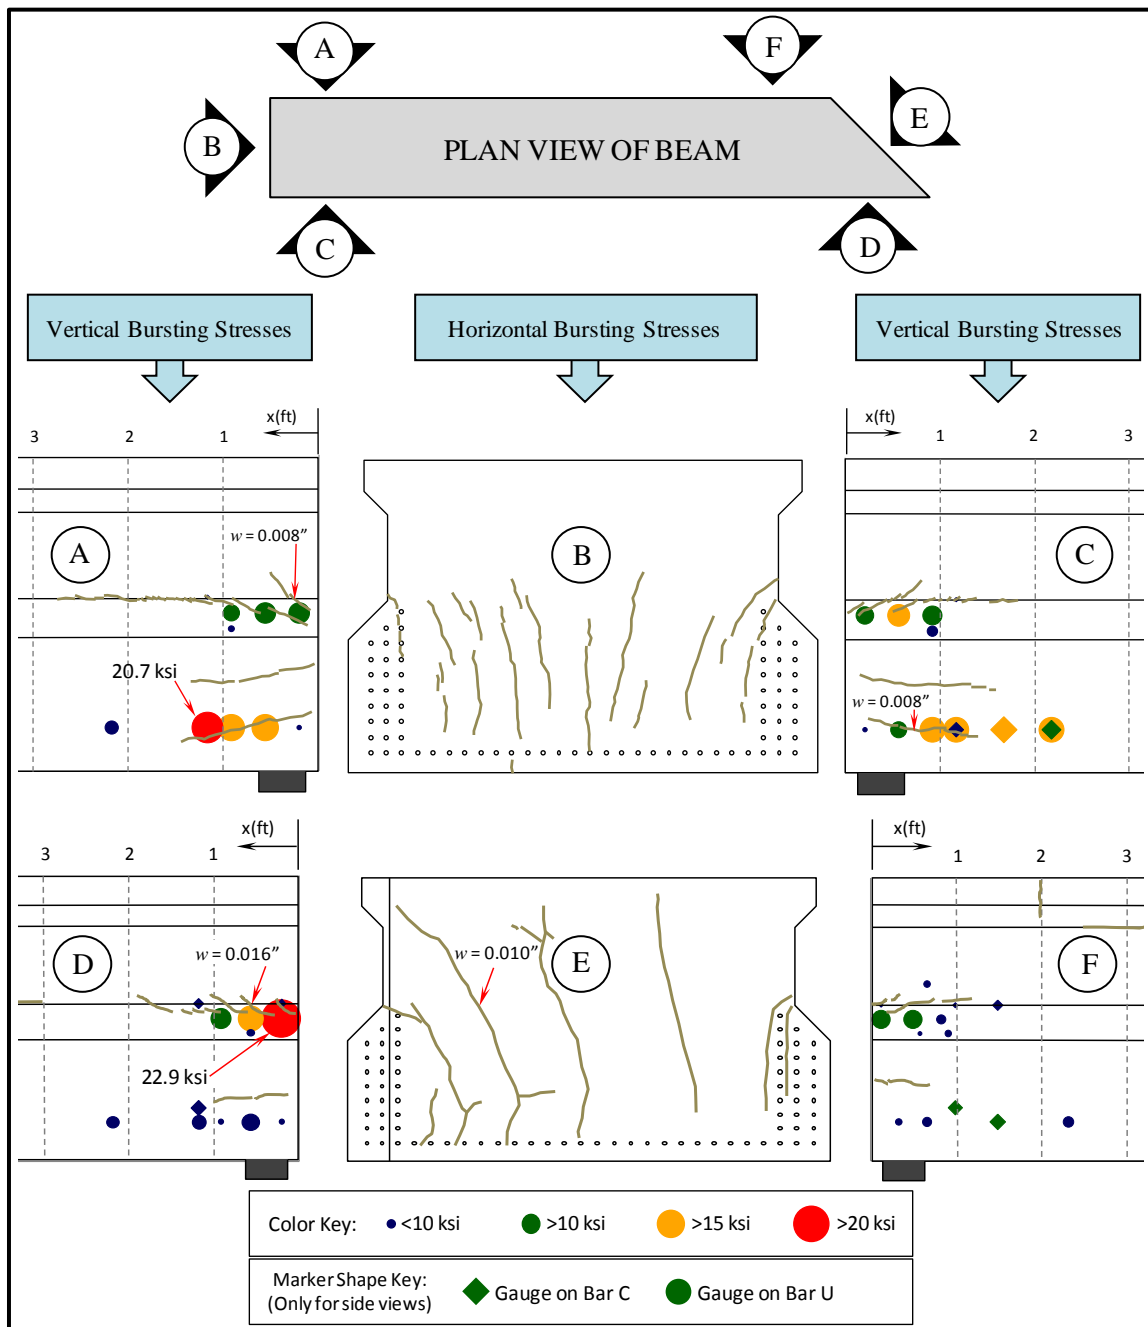 A
F
B
E
PLAN VIEW OF BEAM
C
D
Vertical Bursting Stresses
Horizontal Bursting Stresses
Vertical Bursting Stresses
x(ft)
3
2
1
A
w = 0.008”
20.7 ksi
B
x(ft)
1
2
3
C
w = 0.008”
x(ft)
3
2
1
D
w = 0.016”
22.9 ksi
E
w = 0.010”
x(ft)
1
2
3
F
Color Key: <10 ksi >10 ksi >15 ksi >20 ksi
Marker Shape Key:
(Only for side views)
Gauge on Bar C Gauge on Bar U